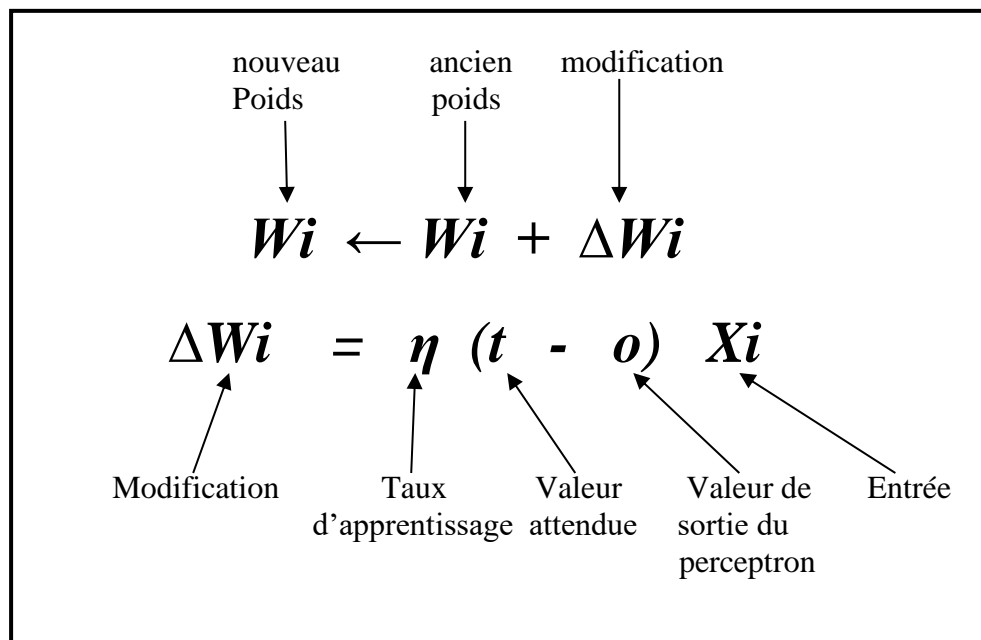 nouveau ancien modification
Poids poids
Wi ← Wi + ΔWi
ΔWi = η (t - o) Xi
Modification Taux Valeur Valeur de Entrée
d’apprentissage attendue sortie du
perceptron